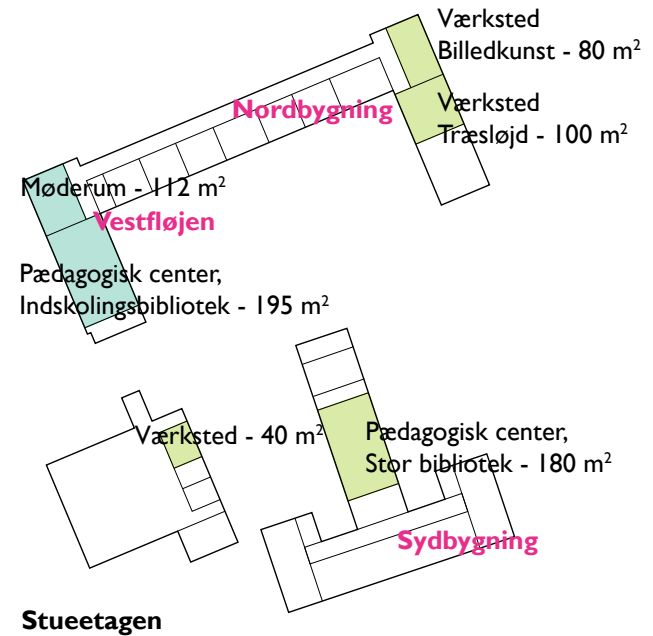 Værksted
Billedkunst - 80 m²
Nordbygning
Værksted
Træsløjd - 100 m²
Møderum - 112 m²
Vestfløjen
Pædagogisk center,
Indskolingsbibliotek - 195 m²
Værksted - 40 m²
Pædagogisk center,
Stor bibliotek - 180 m²
Sydbygning
Stueetagen